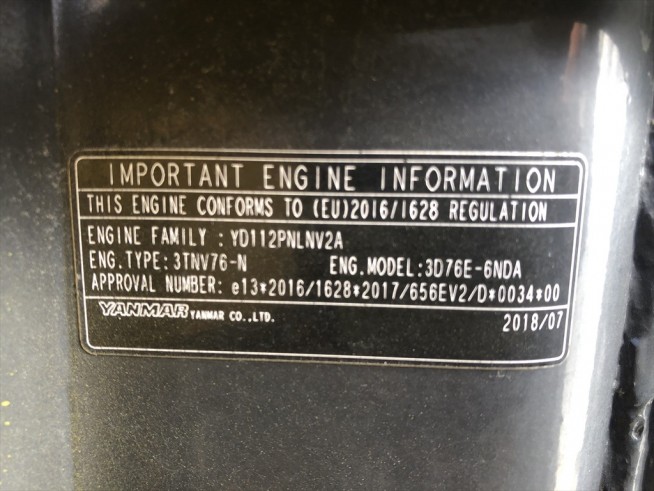 IMPORTANT ENGINE INFORMATION
THIS ENGINE CONFORMS TO (EU)2016/1628 REGULATION
ENGINE FAMILY : YD112PNLNV2A
ENG.TYPE:3TNV76-N ENG.MODEL:3D76E-6NDA
APPROVAL NUMBER: e13*2016/1628*2017/656EV2/D*0034*00
YANMAR YANMAR CO.,LTD. 2018/07